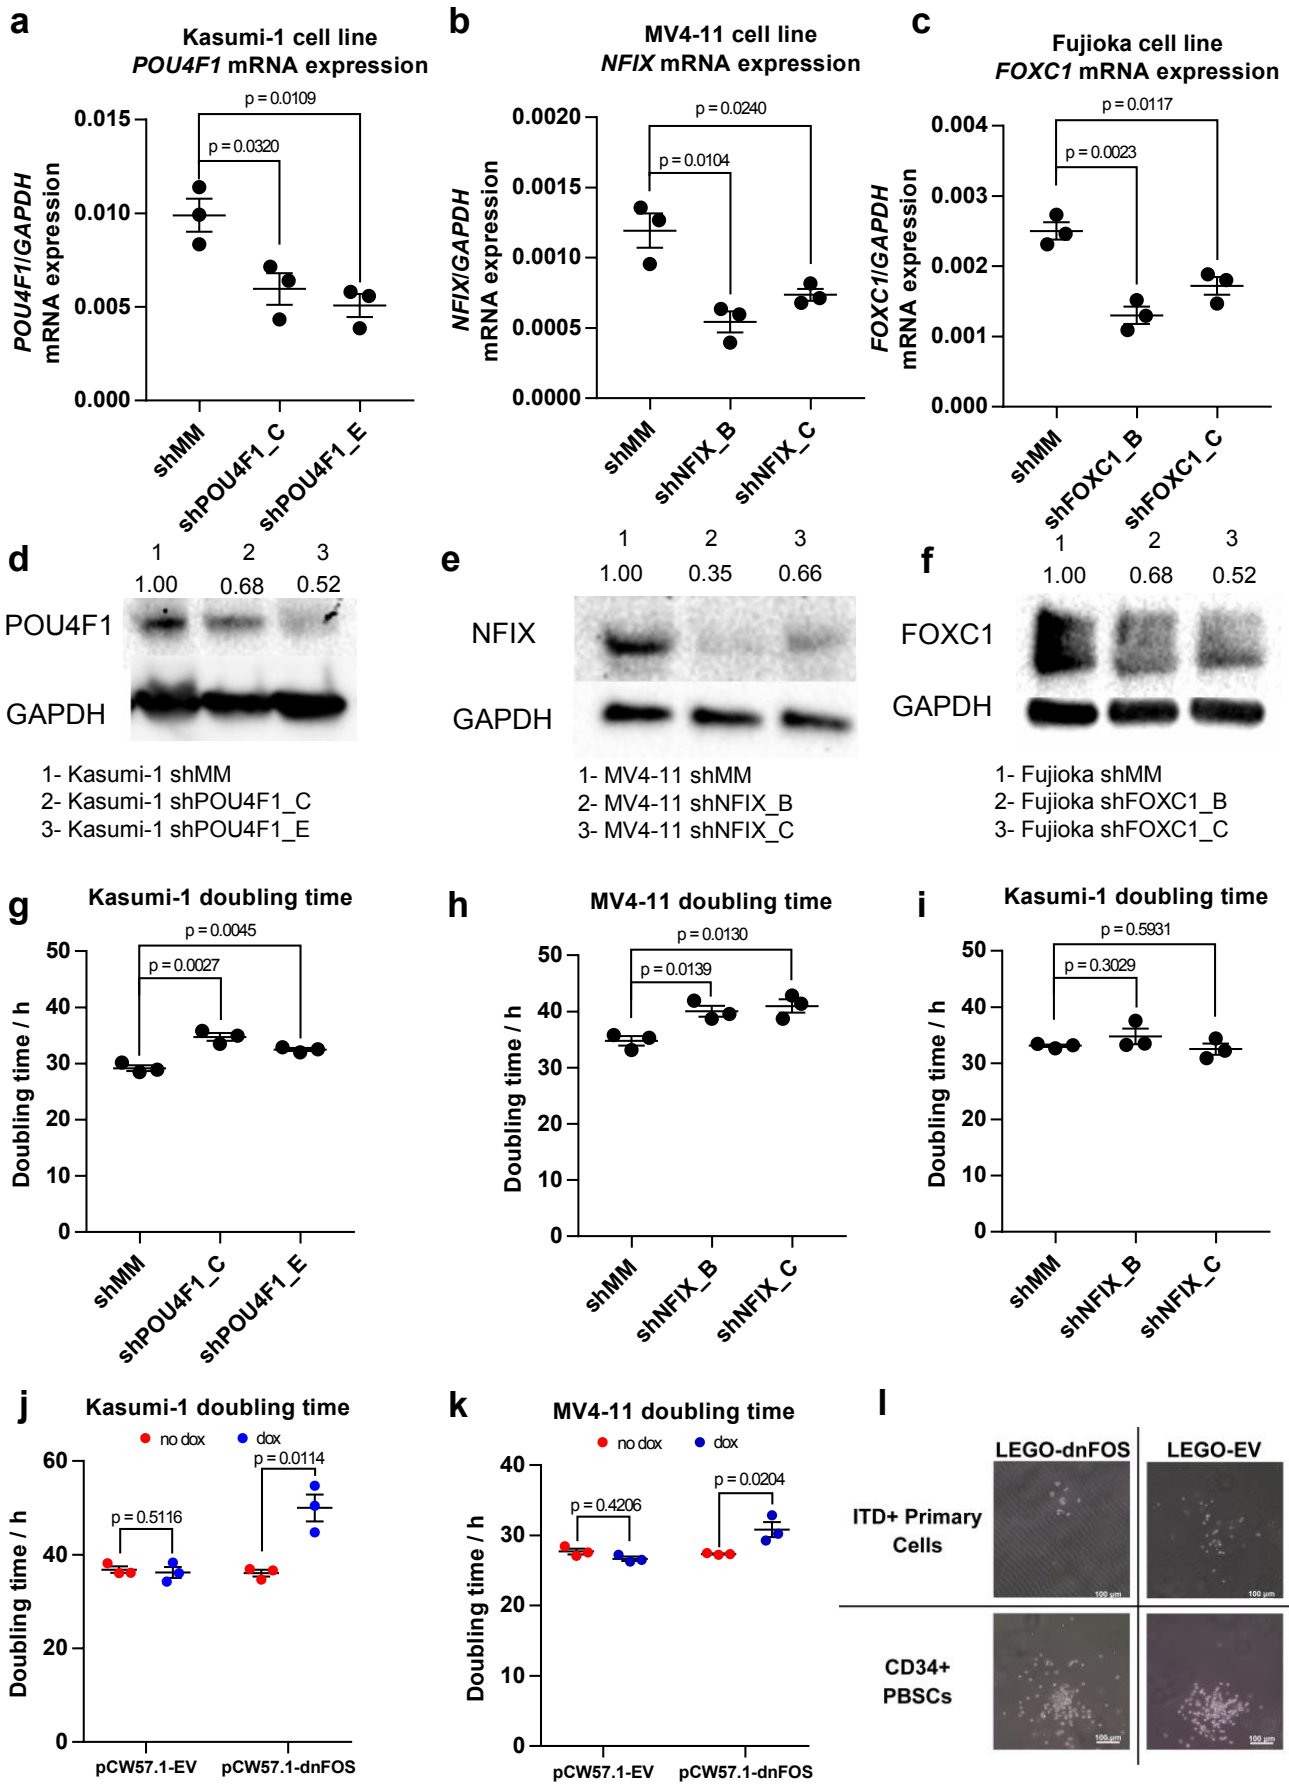 a
Kasumi-1 cell line
POU4F1 mRNA expression
p = 0.0109
p = 0.0320
0.015
0.010
0.005
0.000
POU4F1/GAPDH
mRNA expression
shMM
shPOU4F1_C
shPOU4F1_E
b
MV4-11 cell line
NFIX mRNA expression
p = 0.0240
p = 0.0104
0.0020
0.0015
0.0010
0.0005
0.0000
NFIX/GAPDH
mRNA expression
shMM
shNFIX_B
shNFIX_C
c
Fujioka cell line
FOXC1 mRNA expression
p = 0.0117
p = 0.0023
0.004
0.003
0.002
0.001
0.000
FOXC1/GAPDH
mRNA expression
shMM
shFOXC1_B
shFOXC1_C
d
1 2 3
1.00 0.68 0.52
POU4F1
GAPDH
1- Kasumi-1 shMM
2- Kasumi-1 shPOU4F1_C
3- Kasumi-1 shPOU4F1_E
e
1 2 3
1.00 0.35 0.66
NFIX
GAPDH
1- MV4-11 shMM
2- MV4-11 shNFIX_B
3- MV4-11 shNFIX_C
f
1 2 3
1.00 0.68 0.52
FOXC1
GAPDH
1- Fujioka shMM
2- Fujioka shFOXC1_B
3- Fujioka shFOXC1_C
g
Kasumi-1 doubling time
p = 0.0045
p = 0.0027
50
40
30
20
10
0
Doubling time / h
shMM
shPOU4F1_C
shPOU4F1_E
h
MV4-11 doubling time
p = 0.0130
p = 0.0139
50
40
30
20
10
0
Doubling time / h
shMM
shNFIX_B
shNFIX_C
i
Kasumi-1 doubling time
p = 0.5931
p = 0.3029
50
40
30
20
10
0
Doubling time / h
shMM
shNFIX_B
shNFIX_C
j
Kasumi-1 doubling time
no dox dox
p = 0.0114
p = 0.5116
60
40
20
0
Doubling time / h
pCW57.1-EV pCW57.1-dnFOS
k
MV4-11 doubling time
no dox dox
p = 0.0204
p = 0.4206
40
30
20
10
0
Doubling time / h
pCW57.1-EV pCW57.1-dnFOS
l
LEGO-dnFOS LEGO-EV
ITD+ Primary
Cells
100 µm 100 µm
CD34+
PBSCs
100 µm 100 µm